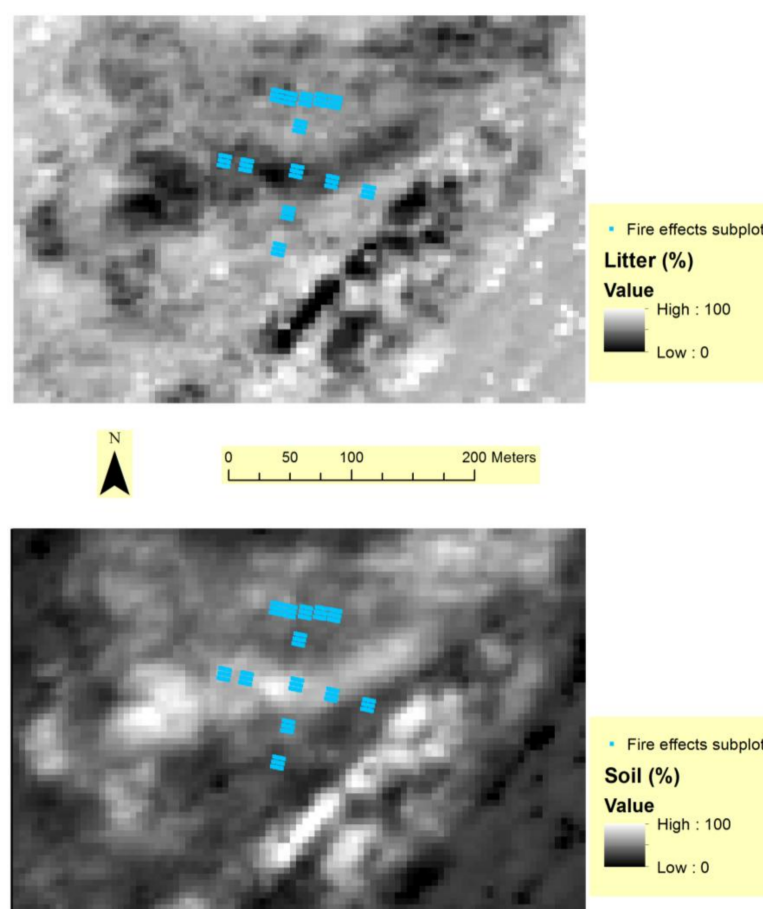 Fire effects subplot
Litter (%)
Value
High : 100
Low : 0
N
0 50 100 200 Meters
Fire effects subplot
Soil (%)
Value
High : 100
Low : 0